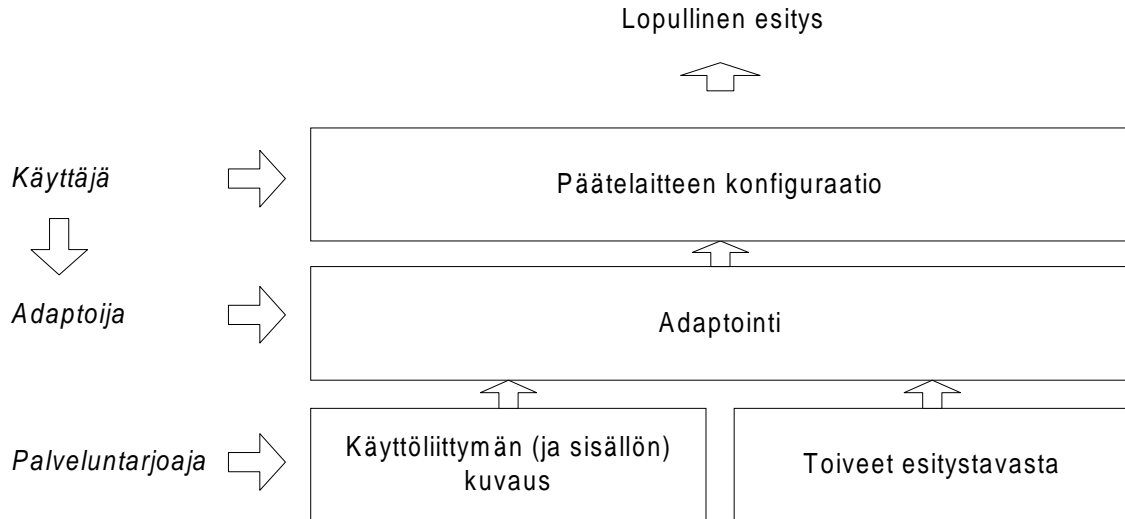 Lopullinen esitys
Käyttäjä
Päätelaitteen konfiguraatio
Adaptoija
Adaptointi
Palveluntarjoaja
Käyttöliittymän (ja sisällön)
kuvaus
Toiveet esitystavasta